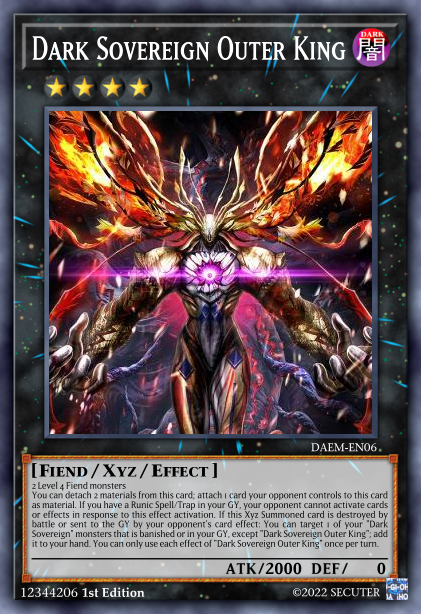 DARK SOVEREIGN OUTER KING
DARK
闇
DAEM-EN06
[FIEND/XYZ/EFFECT]
2 Level 4 Fiend monsters
You can detach 2 materials from this card; attach 1 card your opponent controls to this card
as material. If you have a Runic Spell/Trap in your GY, your opponent cannot activate cards
or effects in response to this effect activation. If this Xyz Summoned card is destroyed by
battle or sent to the GY by your opponent's card effect: You can target 1 of your "Dark
Sovereign" monsters that is banished or in your GY, except "Dark Sovereign Outer King"; add
it to your hand. You can only use each effect of "Dark Sovereign Outer King" once per turn.
ATK/2000 DEF/ 0
12344206 1st Edition
©2022 SECUTER